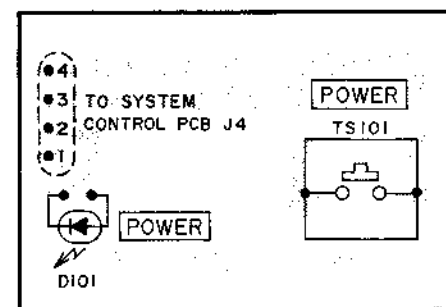 4
3 TO SYSTEM
2 CONTROL PCB J4
1
POWER
D101
POWER
TS101